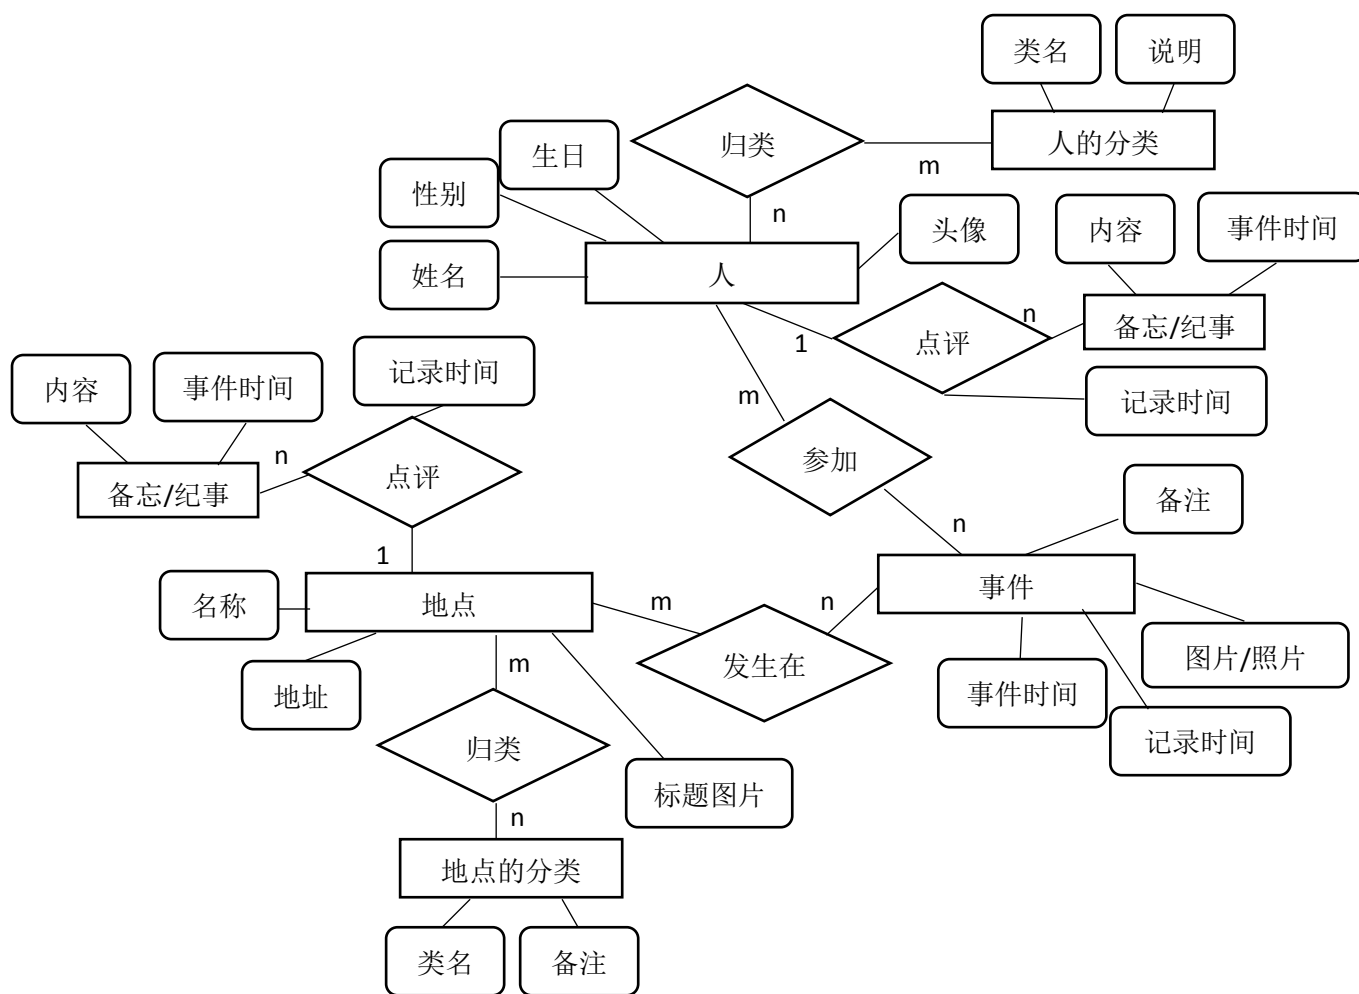 类名
说明
归类
人的分类
m
生日
性别
n
头像
内容
事件时间
姓名
人
n
备忘/纪事
点评
1
记录时间
内容
事件时间
m
记录时间
参加
n
点评
备忘/纪事
备注
n
1
事件
名称
地点
m
n
图片/照片
地址
m
发生在
事件时间
记录时间
归类
标题图片
n
地点的分类
类名
备注